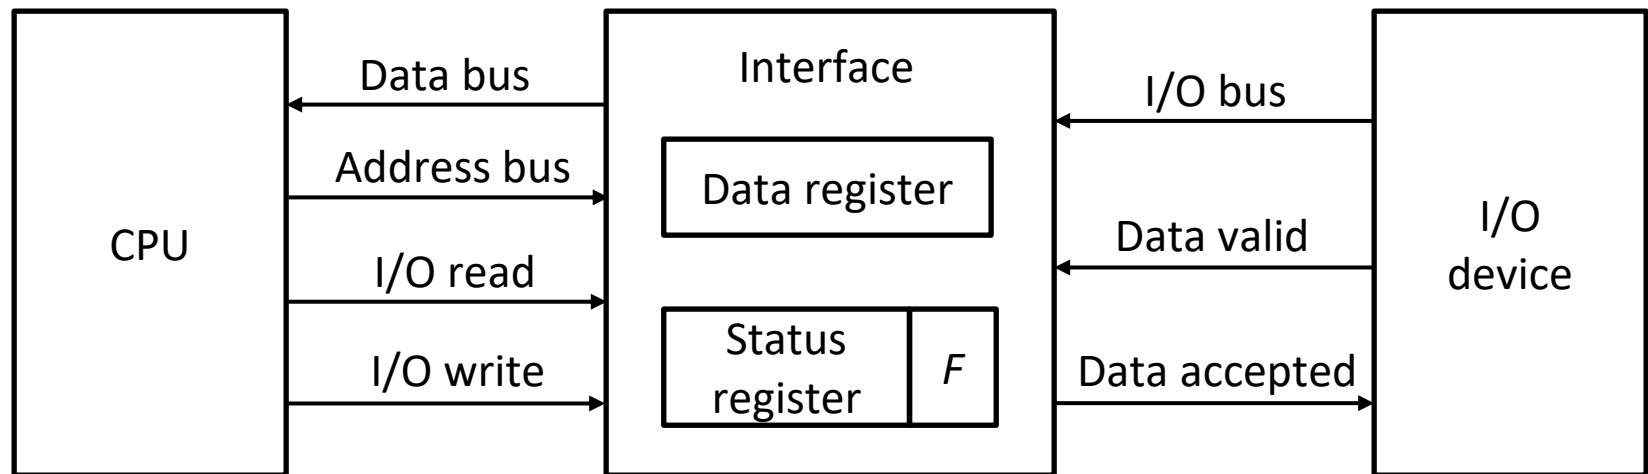 CPU
Data bus
Address bus
I/O read
I/O write
Interface
Data register
Status
register
F
I/O bus
Data valid
Data accepted
I/O
device